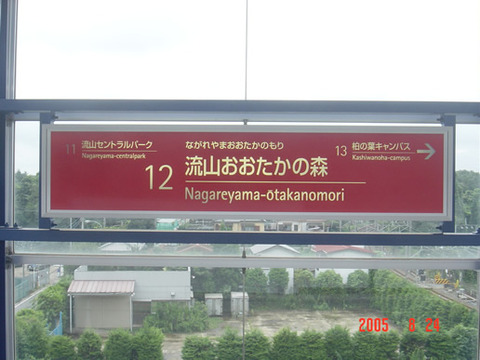 11 流山セントラルパーク
Nagareyama-centralpark
ながれやまおおたかのもり
12 流山おおたかの森
Nagareyama-ōtakanomori
13 柏の葉キャンパス →
Kashiwanoha-campus
2005 8 24